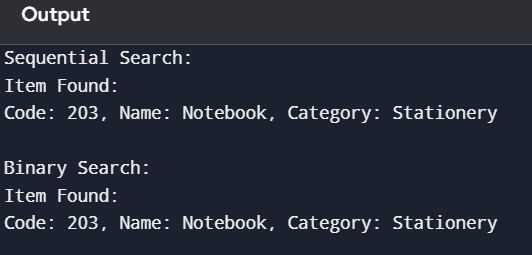 Output
Sequential Search:
Item Found:
Code: 203, Name: Notebook, Category: Stationery
Binary Search:
Item Found:
Code: 203, Name: Notebook, Category: Stationery